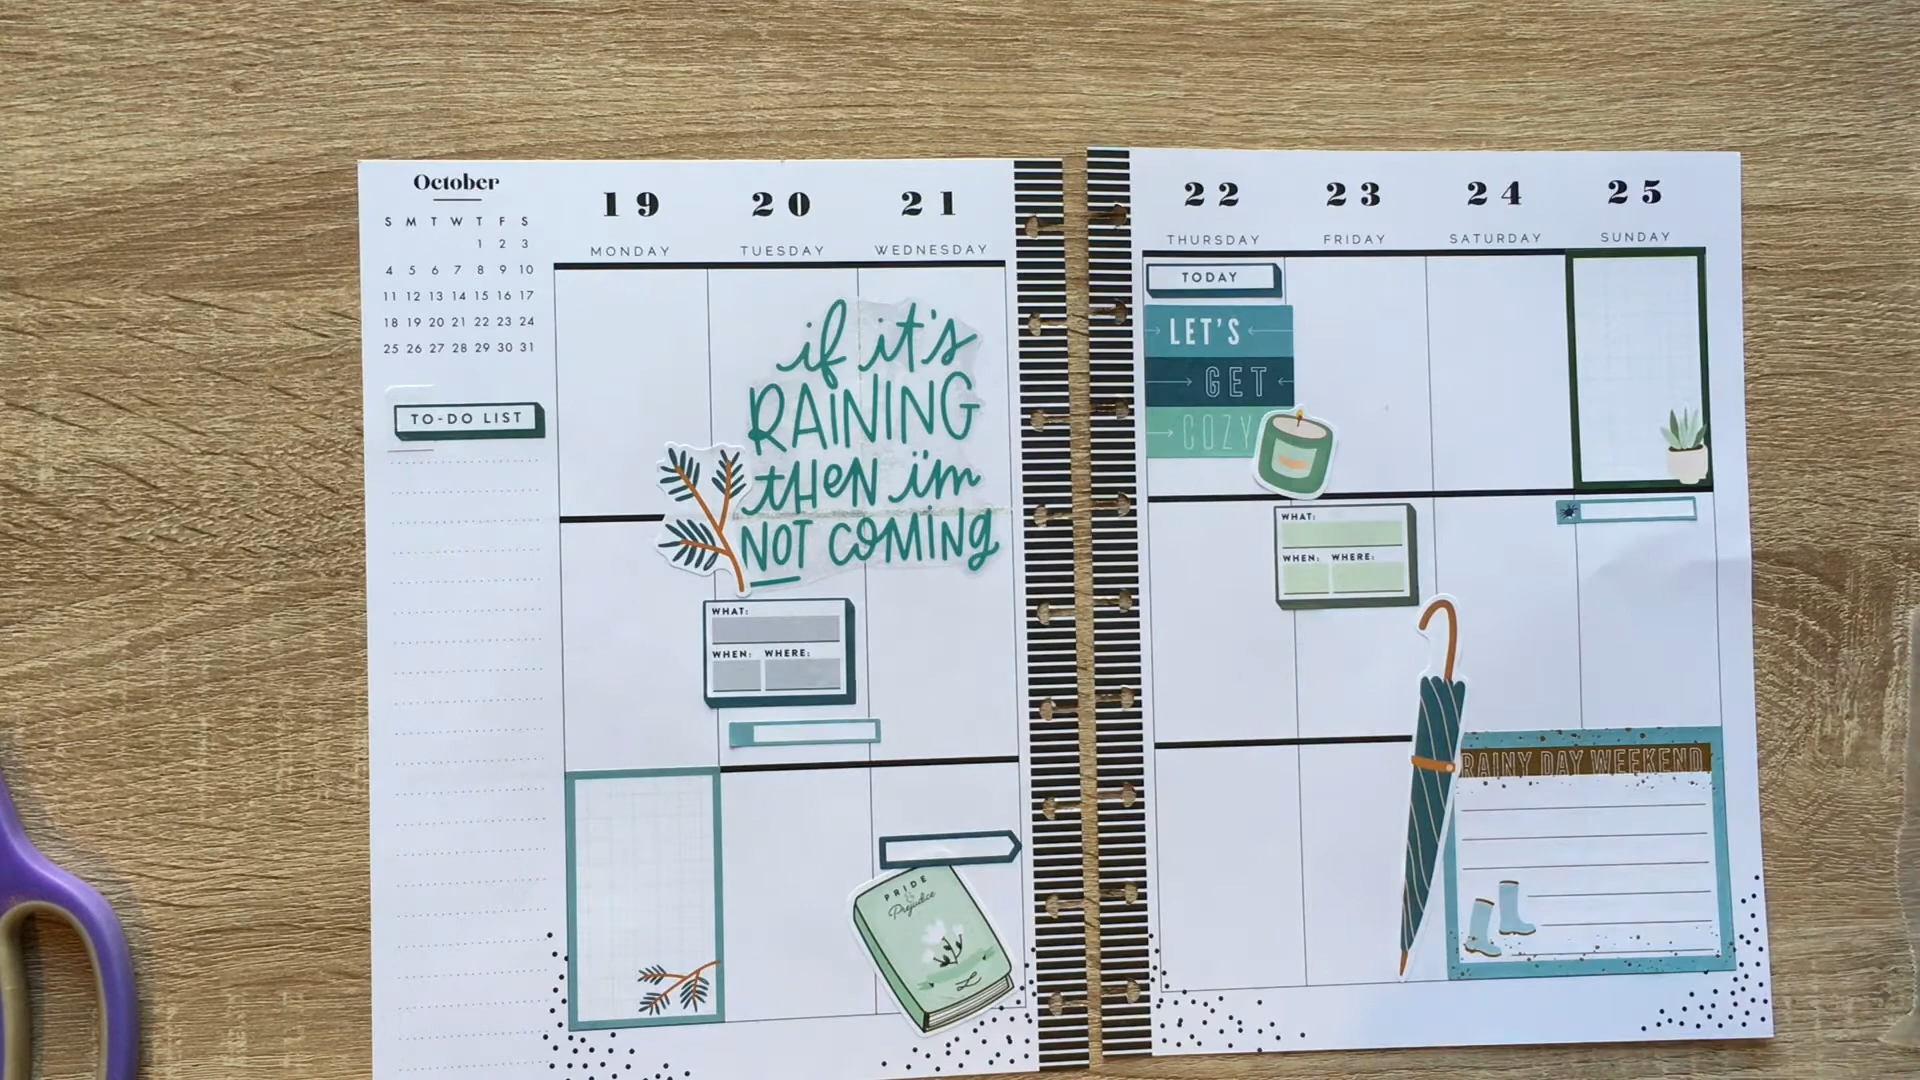 October
S M T W T F S
1 2 3
4 5 6 7 8 9 10
11 12 13 14 15 16 17
18 19 20 21 22 23 24
25 26 27 28 29 30 31
TO-DO LIST
19
MONDAY
20
TUESDAY
21
WEDNESDAY
if it's
RAINING
then i'm
NOT COMING
WHAT:
WHEN: WHERE:
PRIDE
&
Prejudice
22
THURSDAY
23
FRIDAY
24
SATURDAY
25
SUNDAY
TODAY
LET'S
GET
COZY
WHAT:
WHEN: WHERE:
RAINY DAY WEEKEND